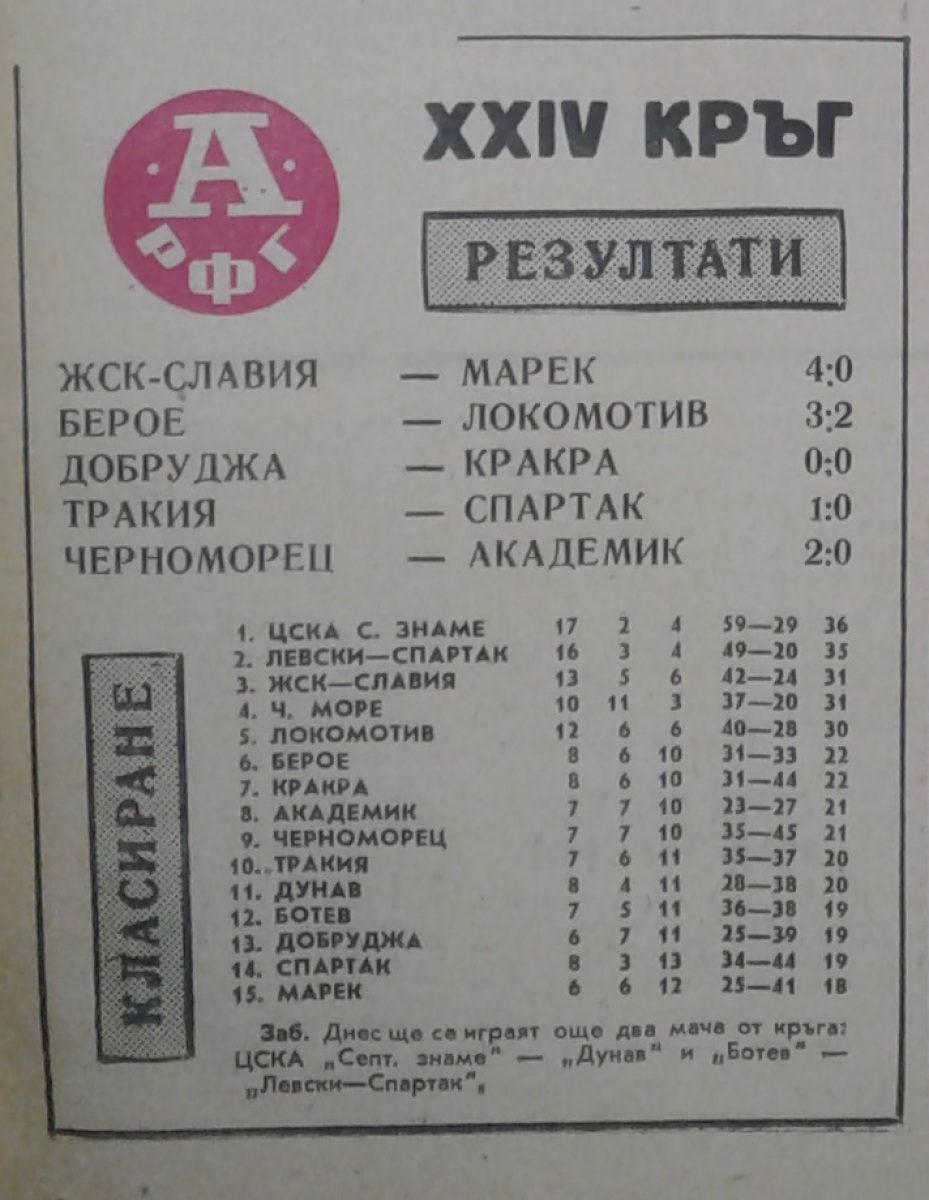 А
РФГ
XXIV КРЪГ
РЕЗУЛТАТИ
ЖСК-СЛАВИЯ — МАРЕК 4:0
БЕРОЕ — ЛОКОМОТИВ 3:2
ДОБРУДЖА — КРАКРА 0:0
ТРАКИЯ — СПАРТАК 1:0
ЧЕРНОМОРЕЦ — АКАДЕМИК 2:0
КЛАСИРАНЕ
1. ЦСКА С. ЗНАМЕ 17 2 4 59—29 36
2. ЛЕВСКИ—СПАРТАК 16 3 4 49—20 35
3. ЖСК—СЛАВИЯ 13 5 6 42—24 31
4. Ч. МОРЕ 10 11 3 37—20 31
5. ЛОКОМОТИВ 12 6 6 40—28 30
6. БЕРОЕ 8 6 10 31—33 22
7. КРАКРА 8 6 10 31—44 22
8. АКАДЕМИК 7 7 10 23—27 21
9. ЧЕРНОМОРЕЦ 7 7 10 35—45 21
10. ТРАКИЯ 7 6 11 35—37 20
11. ДУНАВ 8 4 11 28—38 20
12. БОТЕВ 7 5 11 36—38 19
13. ДОБРУДЖА 6 7 11 25—39 19
14. СПАРТАК 8 3 13 34—44 19
15. МАРЕК 6 6 12 25—41 18
Заб. Днес ще се играят още два мача от кръга:
ЦСКА „Септ. знаме" — „Дунав" и „Ботев" —
„Левски—Спартак".